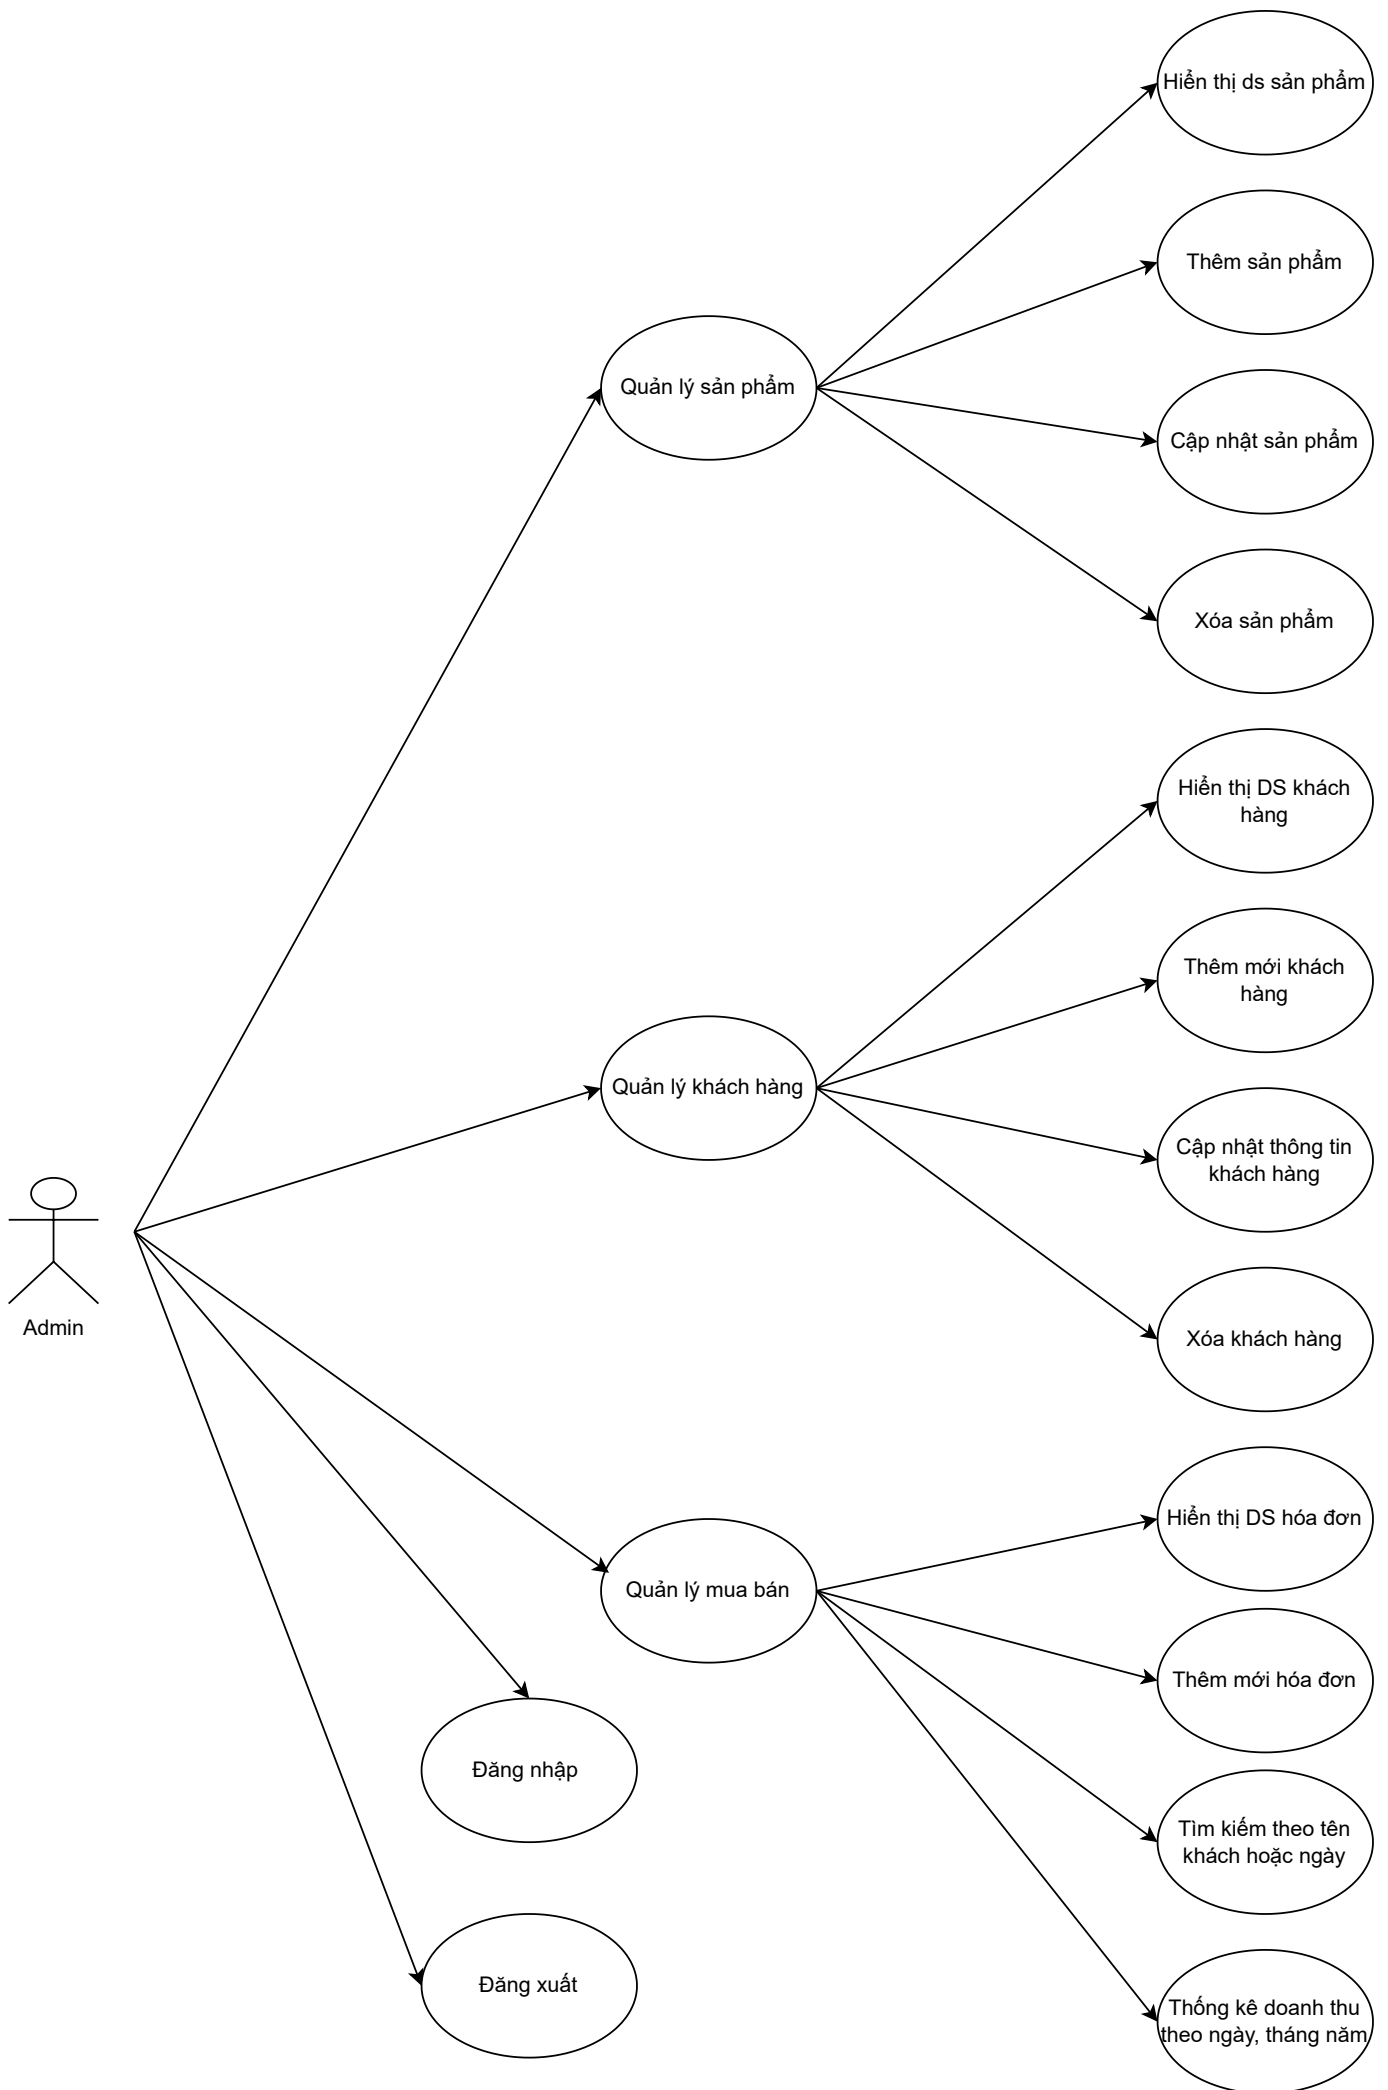 Hiển thị ds sản phẩm
Thêm sản phẩm
Quản lý sản phẩm
Cập nhật sản phẩm
Xóa sản phẩm
Hiển thị DS khách
hàng
Thêm mới khách
hàng
Quản lý khách hàng
Cập nhật thông tin
khách hàng
Admin
Xóa khách hàng
Hiển thị DS hóa đơn
Quản lý mua bán
Thêm mới hóa đơn
Đăng nhập
Tìm kiếm theo tên
khách hoặc ngày
Đăng xuất
Thống kê doanh thu
theo ngày, tháng năm